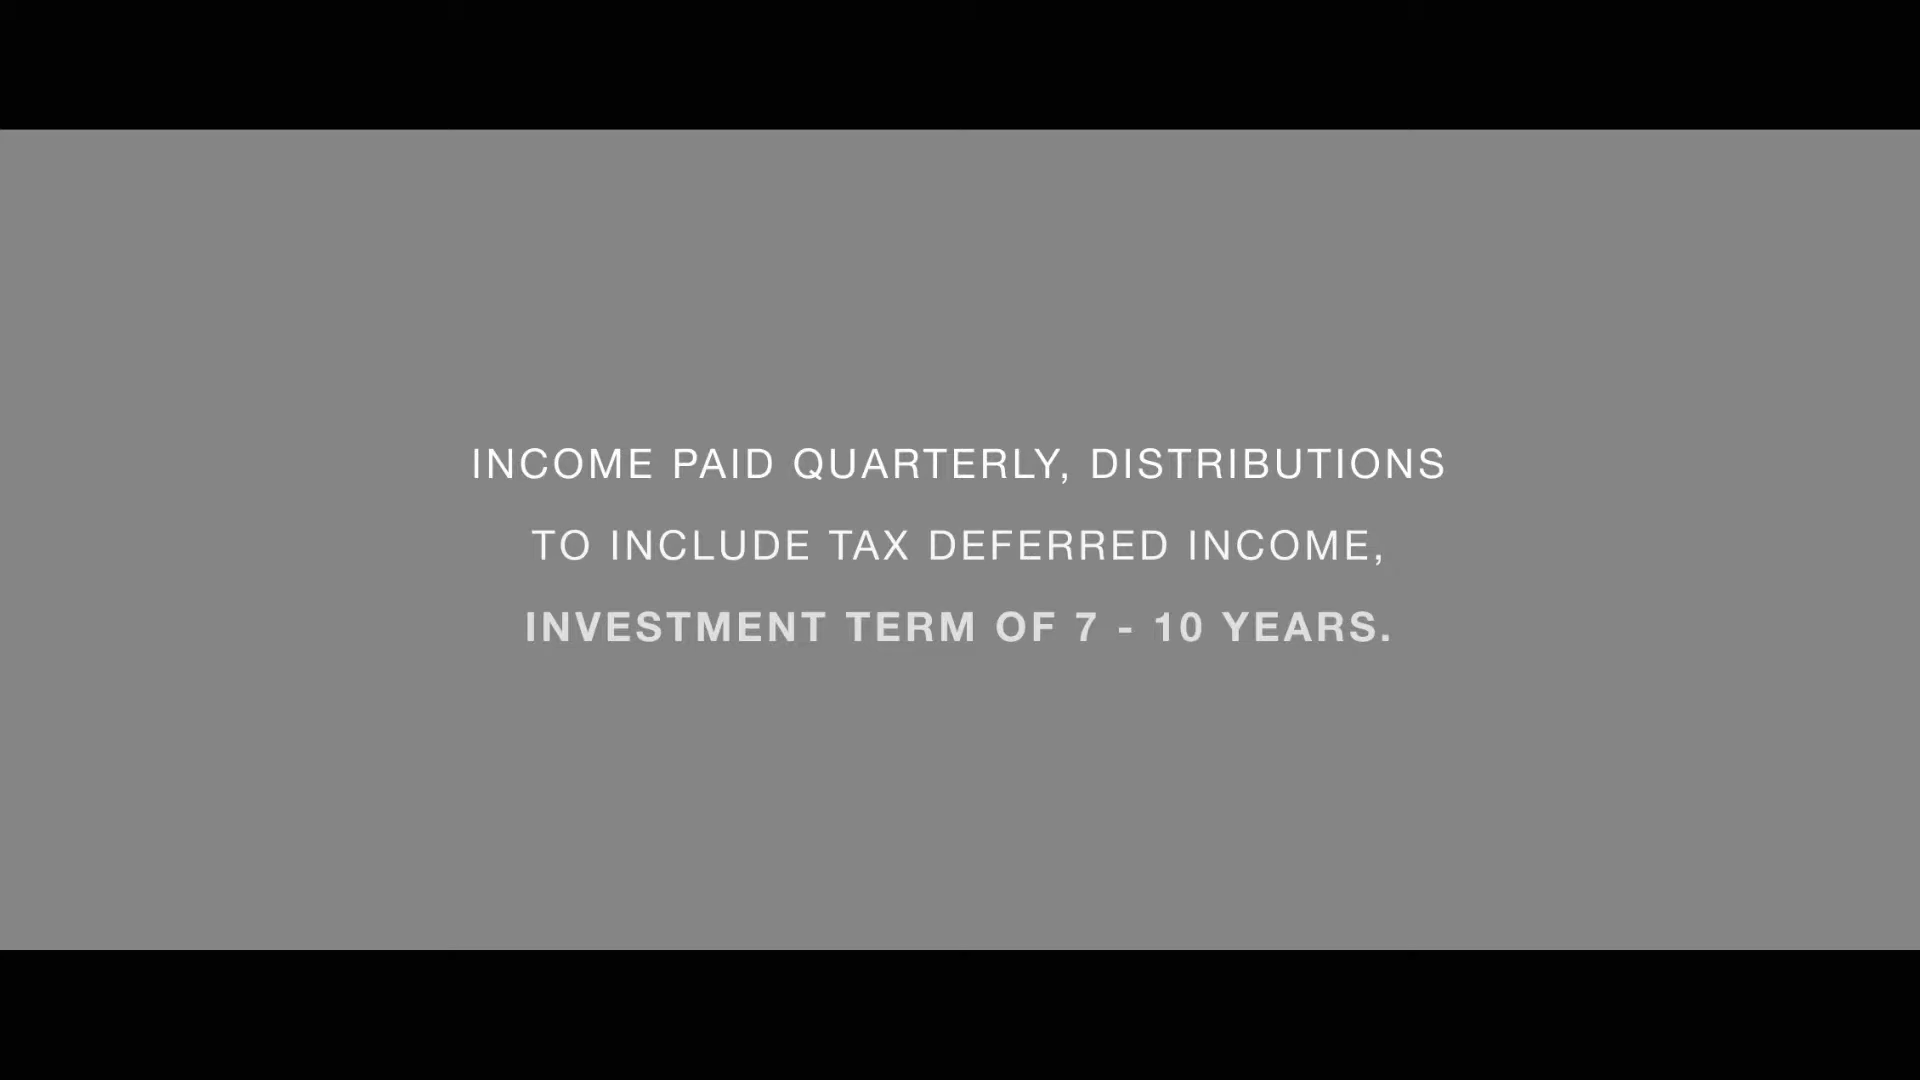 INCOME PAID QUARTERLY, DISTRIBUTIONS
TO INCLUDE TAX DEFERRED INCOME,
INVESTMENT TERM OF 7 - 10 YEARS.